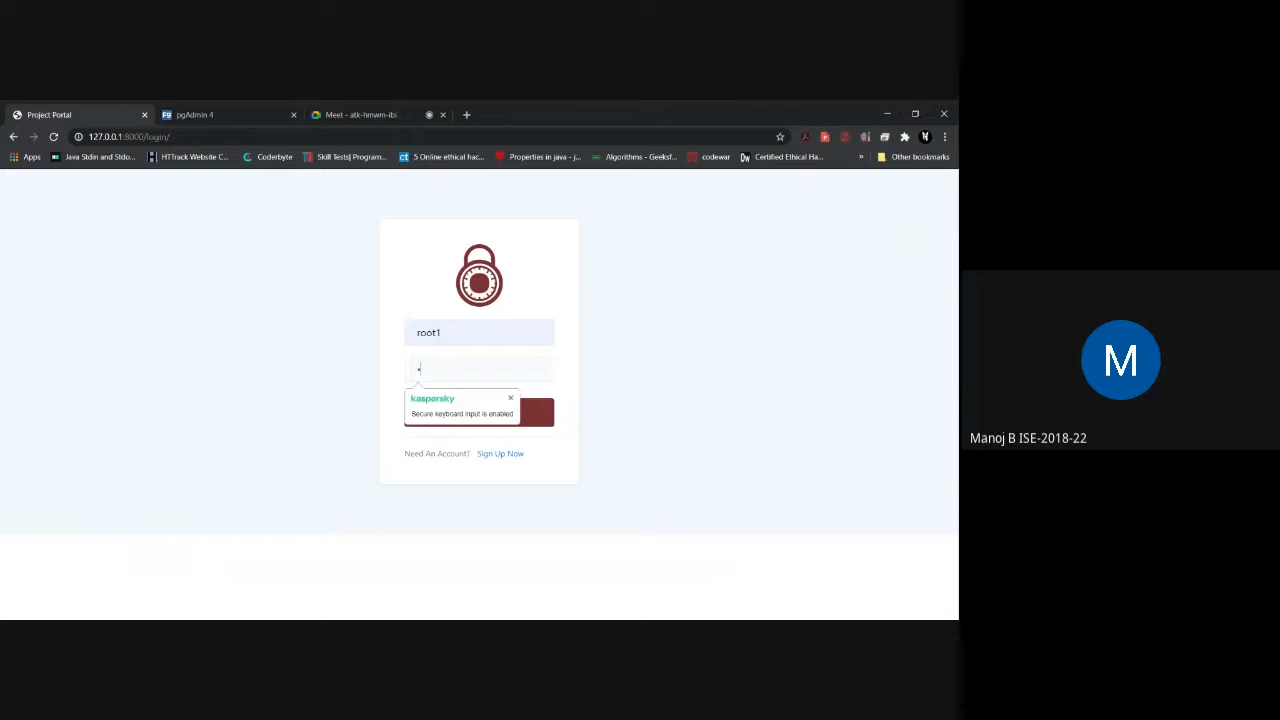 Project Portal
pgAdmin 4
Meet - atk-hmwm-ibi
127.0.0.1:8000/login/
Apps
Java Stdin and Stdo...
HTTrack Website C...
Coderbyte
Skill Tests| Program...
5 Online ethical hac...
Properties in java - j...
Algorithms - Geeksf...
codewar
Certified Ethical Ha...
»
Other bookmarks
root1
kaspersky
Secure keyboard input is enabled
Need An Account? Sign Up Now
M
Manoj B ISE-2018-22